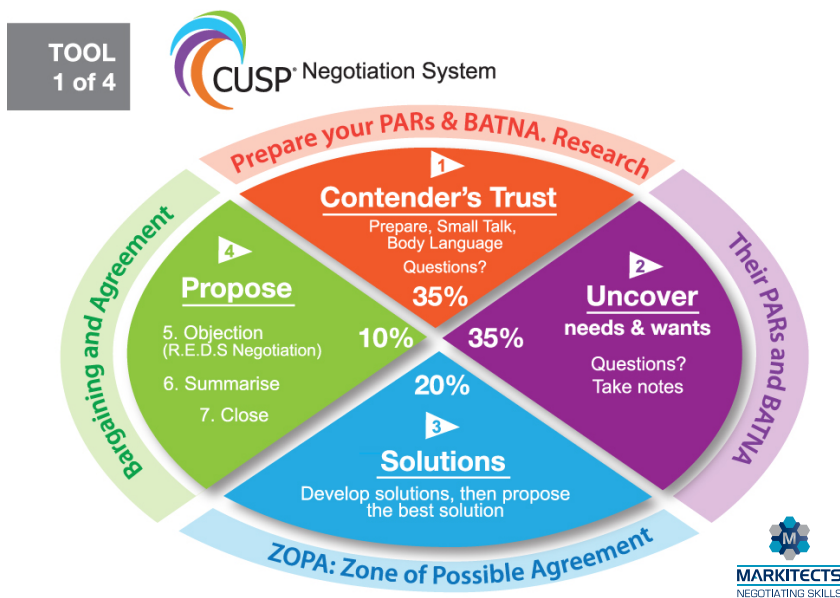 TOOL
1 of 4
CUSP® Negotiation System
Prepare your PARs & BATNA. Research
1
Contender's Trust
Prepare, Small Talk,
Body Language
Questions?
35%
2
Uncover
needs & wants
35%
Questions?
Take notes
Their PARs and BATNA
20%
3
Solutions
Develop solutions, then propose
the best solution
ZOPA: Zone of Possible Agreement
4
Propose
10%
5. Objection
(R.E.D.S Negotiation)
6. Summarise
7. Close
Bargaining and Agreement
M
MARKITECTS
NEGOTIATING SKILLS